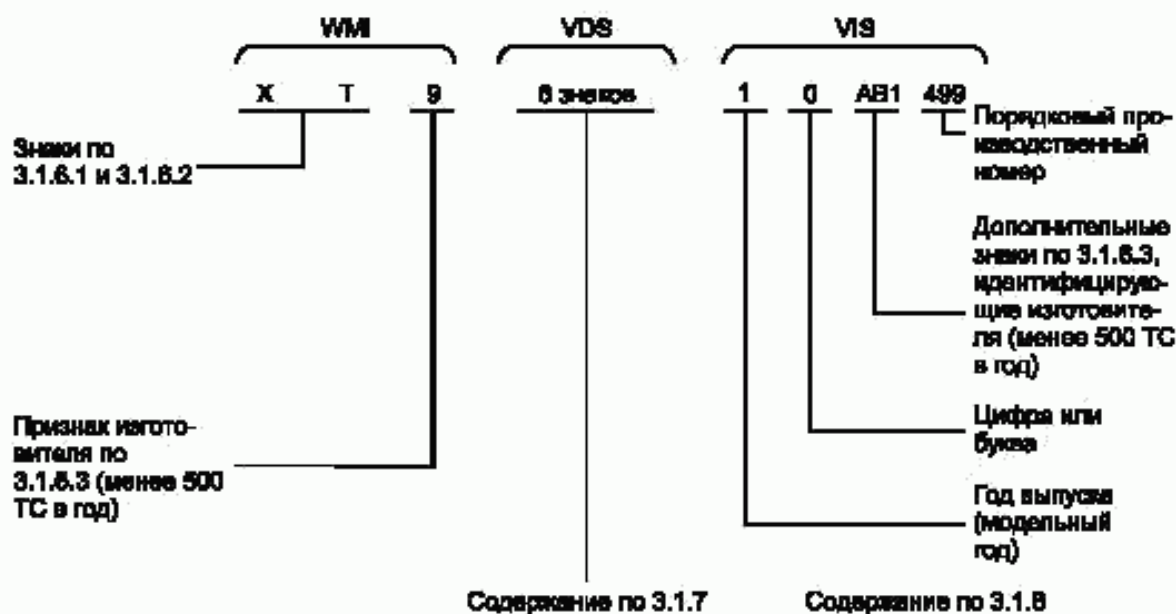 WMI VDS VIS
X T 9 6 знаков 1 0 AB1 499
Знаки по
3.1.6.1 и 3.1.6.2
Порядковый про-
изводственный
номер
Дополнительные
знаки по 3.1.6.3,
идентифицирую-
щие изготовите-
ля (менее 500 ТС
в год)
Признак изгото-
вителя по
3.1.6.3 (менее 500
ТС в год)
Цифра или
буква
Год выпуска
(модельный
год)
Содержание по 3.1.7 Содержание по 3.1.8